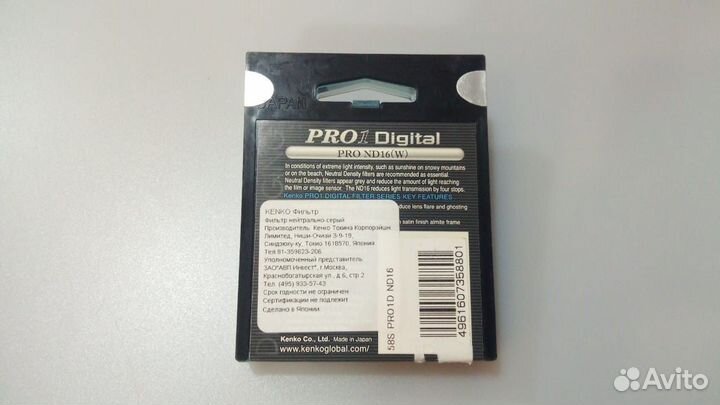 JAPAN
PRO1 Digital
PRO ND16(W)
In conditions of extreme light intensity, such as sunshine on snowy mountains
or on the beach, Neutral Density filters are recommended as essential.
Neutral Density filters appear grey and reduce the amount of light reaching
the film or image sensor. The ND16 reduces light transmission by four stops.
Kenko PRO1 DIGITAL FILTER SERIES KEY FEATURES
reduce lens flare and ghosting
satin finish almite frame
KENKO Фильтр
Фильтр нейтрально-серый
Производитель: Кенко Токина Корпорэйшн
Лимитед, Ниши-Очиаи 3-9-19,
Синдзюку-ку, Токио 1618570, Япония
Тел 81-359823-206
Уполномоченный представитель
ЗАО"АВП Инвест", г.Москва,
Краснобогатырская ул., д 6, стр 2
Тел. (495) 933-57-43
Срок годности не ограничен
Сертификации не подлежит
Сделано в Японии.
58S PRO1D ND16
4961607358801
Kenko Co., Ltd. Made in Japan
www.kenkoglobal.com/
Avito